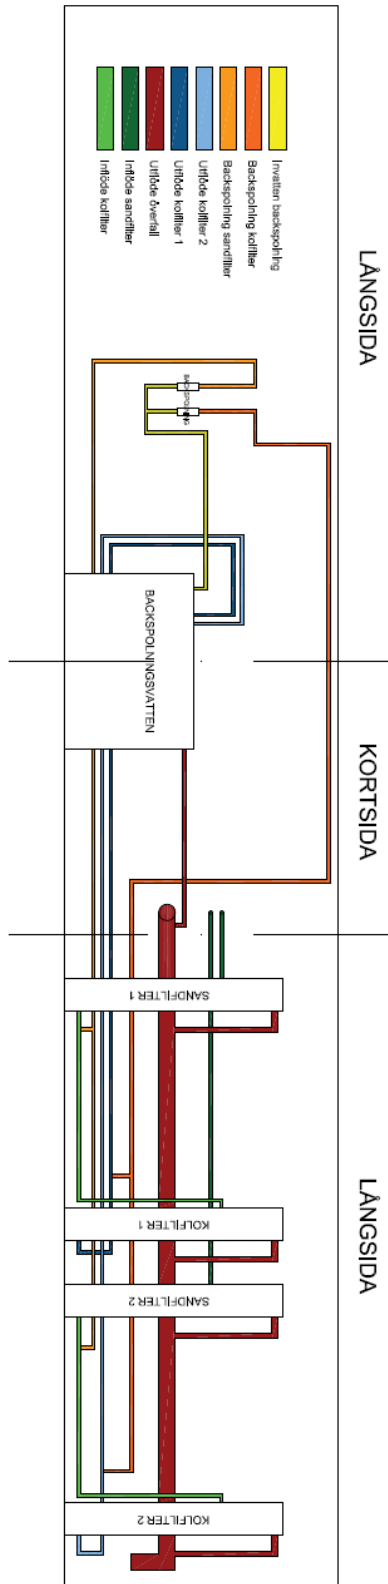 Invatten backspolning
Backspolning kolfilter
Backspolning sandfilter
Utflöde kolfilter 2
Utflöde kolfilter 1
Utflöde överfall
Inflöde sandfilter
Inflöde kolfilter
LÅNGSIDA
KORTSIDA
LÅNGSIDA
BACKSPOLNING
BACKSPOLNINGSVATTEN
SANDFILTER 1
KOLFILTER 1
SANDFILTER 2
KOLFILTER 2